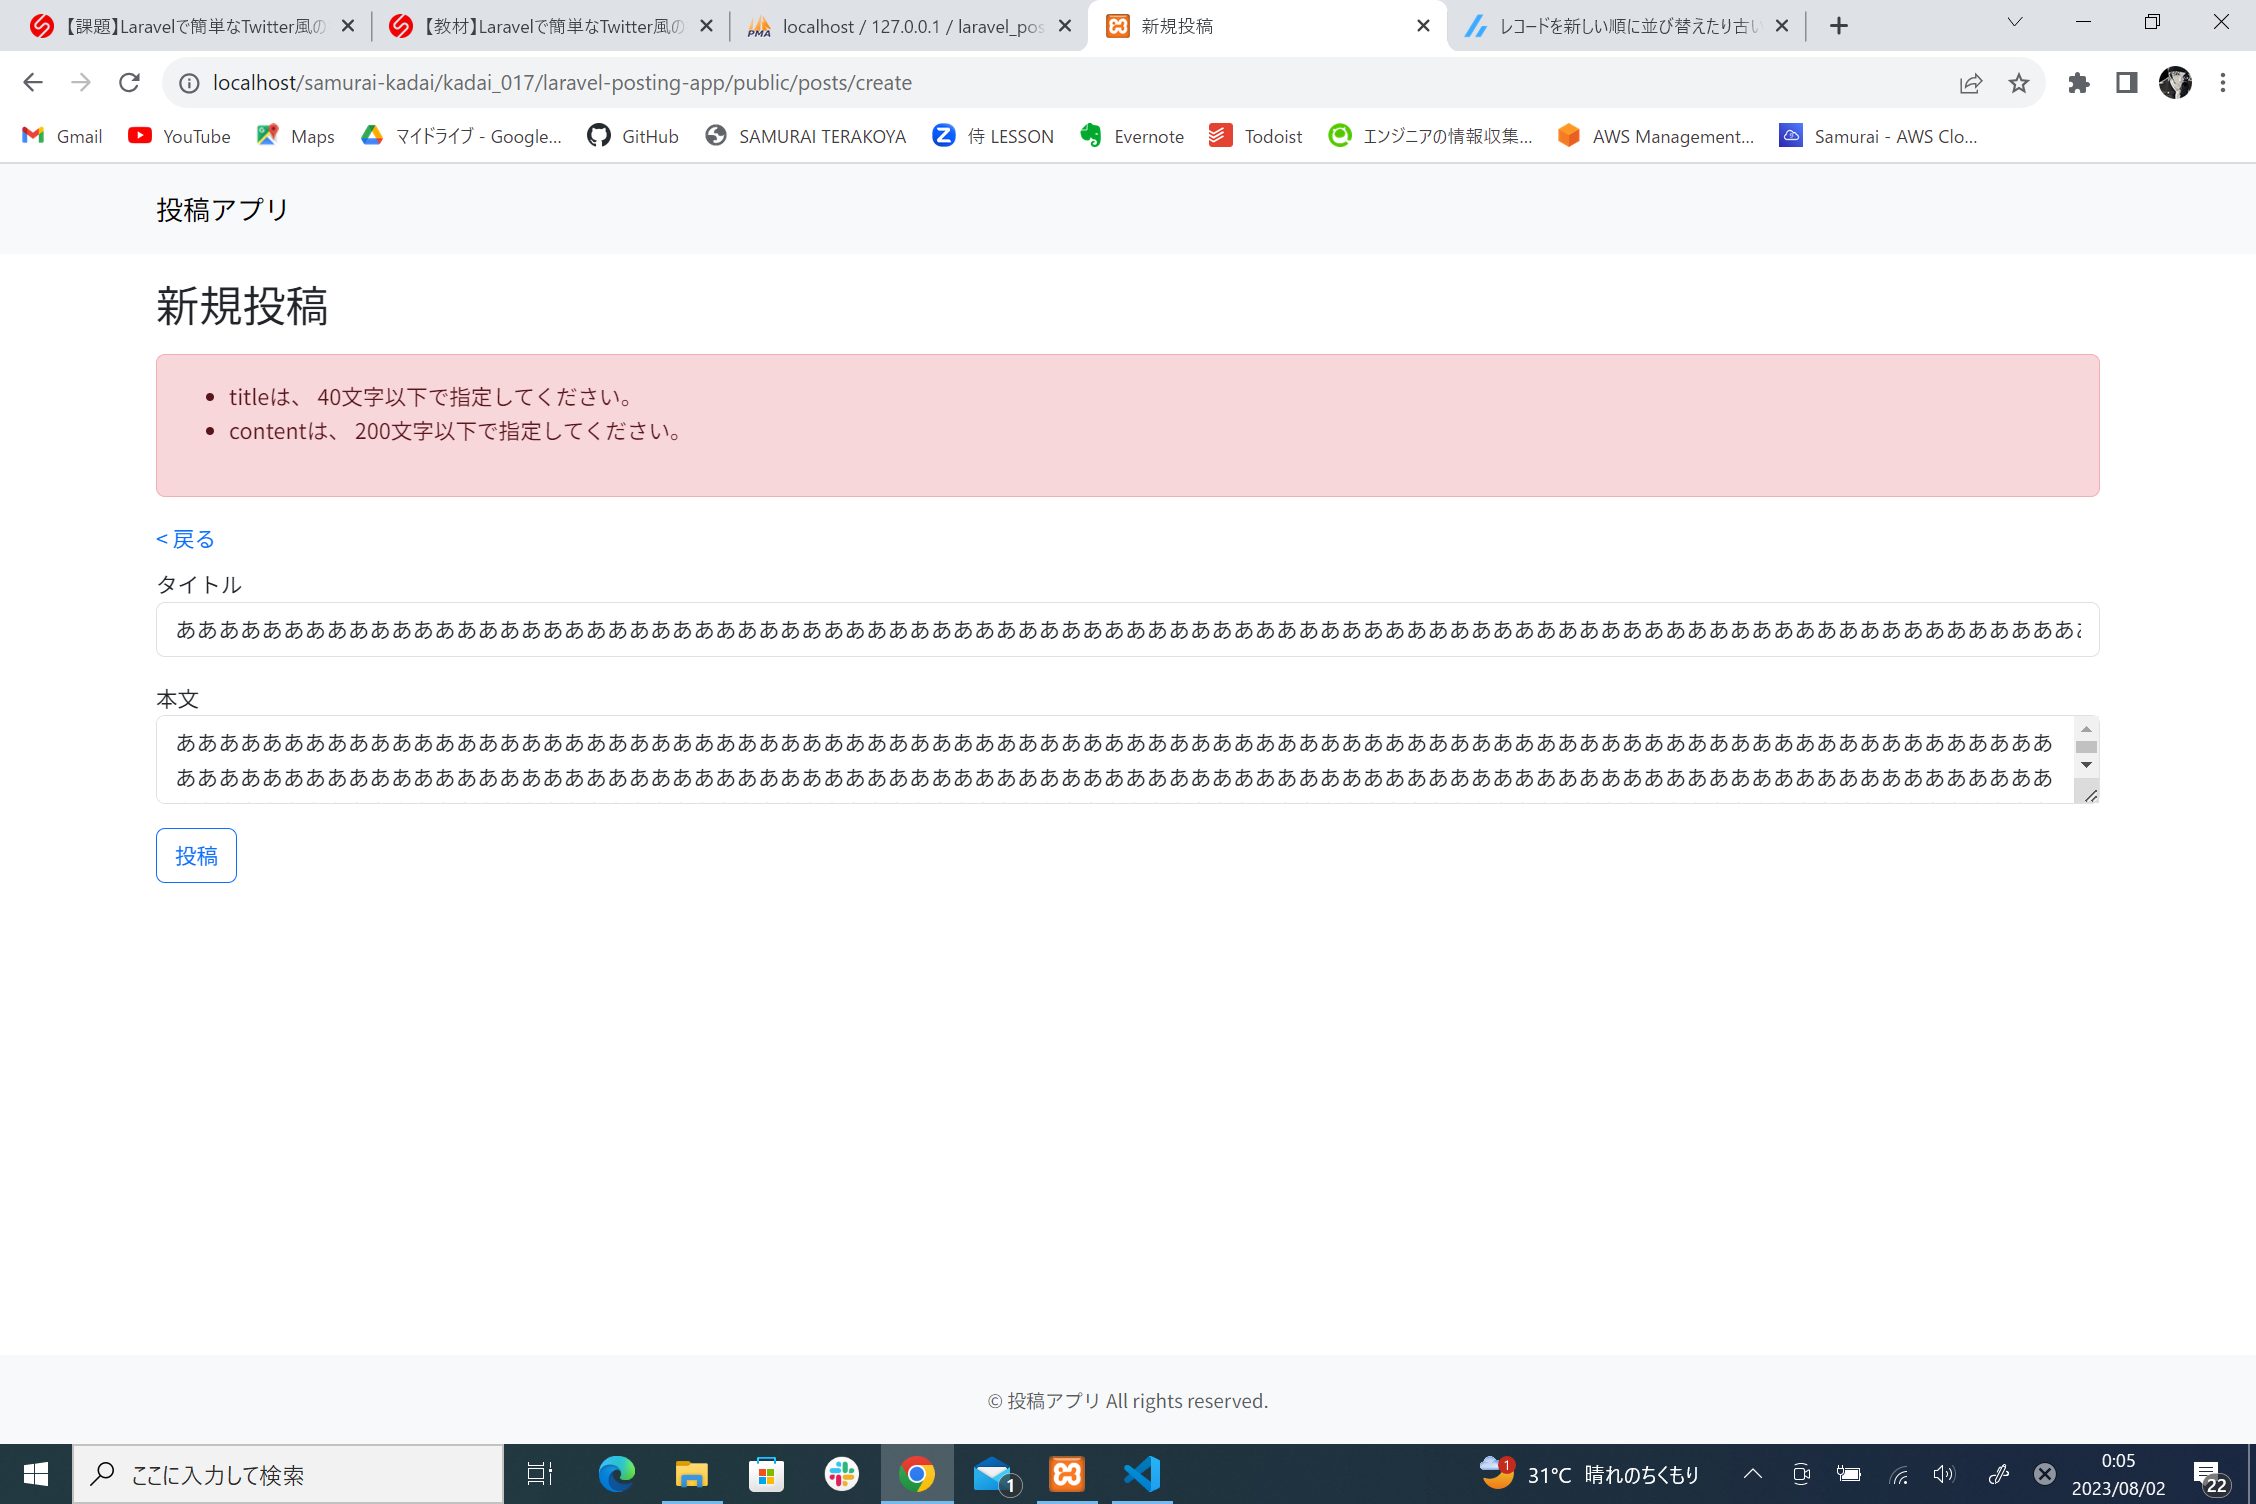 【課題】Laravelで簡単なTwitter風の
【教材】Laravelで簡単なTwitter風の
localhost / 127.0.0.1 / laravel_pos
新規投稿
レコードを新しい順に並び替えたり古い
localhost/samurai-kadai/kadai_017/laravel-posting-app/public/posts/create
Gmail
YouTube
Maps
マイドライブ - Google...
GitHub
SAMURAI TERAKOYA
侍 LESSON
Evernote
Todoist
エンジニアの情報収集...
AWS Management...
Samurai - AWS Clo...
投稿アプリ
新規投稿
• titleは、 40文字以下で指定してください。
• contentは、 200文字以下で指定してください。
< 戻る
タイトル
ああああああああああああああああああああああああああああああああああああああああああああああああああああああああああああああああああああああああああああああああああああああああ
本文
あああああああああああああああああああああああああああああああああああああああああああああああああああああああああああああああああああああああああああああああああああああああ
あああああああああああああああああああああああああああああああああああああああああああああああああああああああああああああああああああああああああああああああああああああああ
投稿
© 投稿アプリ All rights reserved.
ここに入力して検索
1
1
31°C 晴れのちくもり
0:05
2023/08/02
22